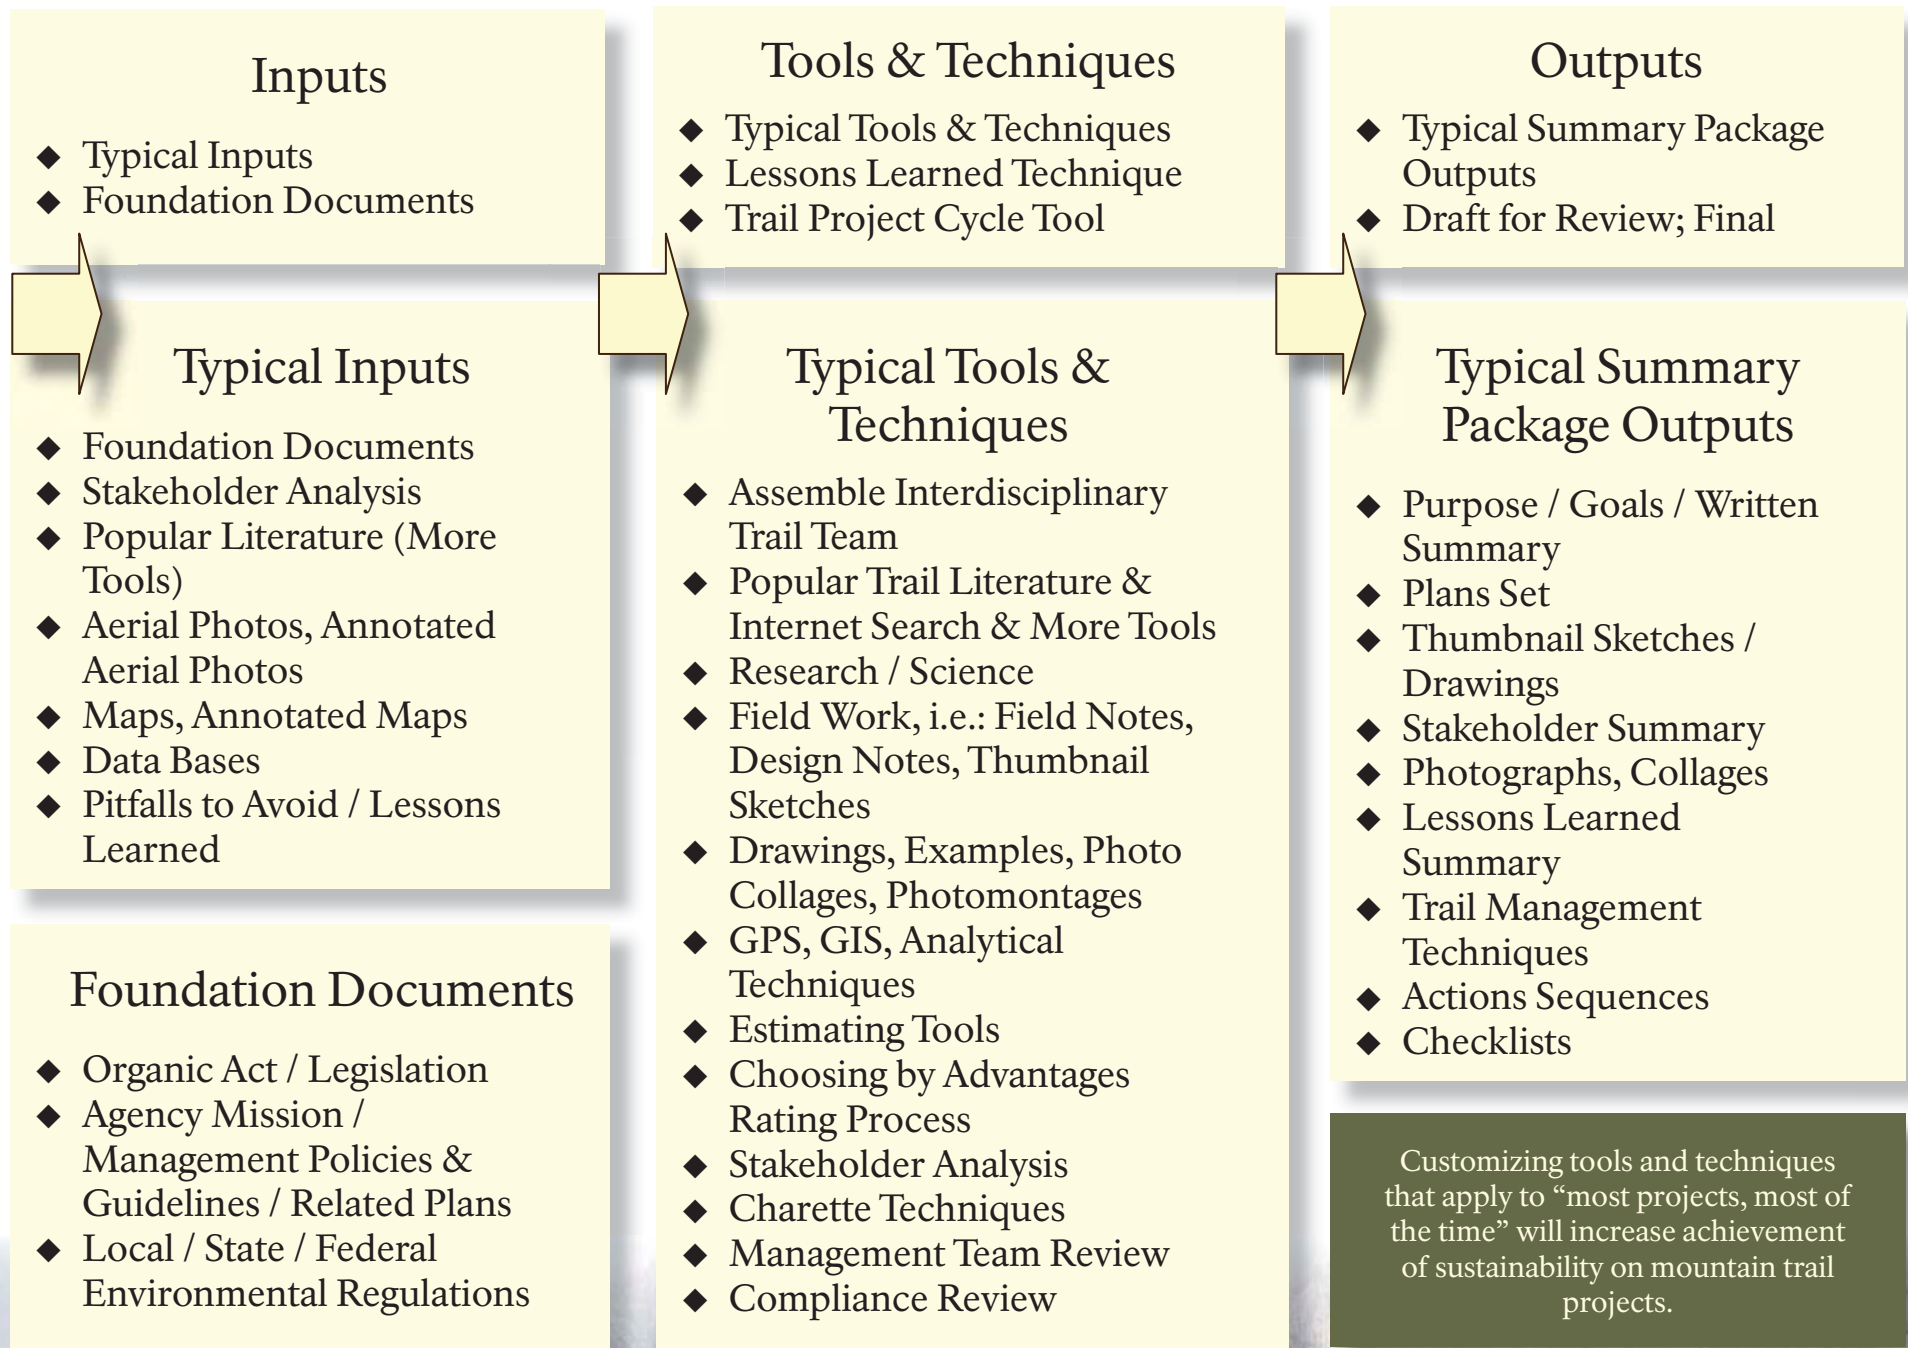 Inputs
◆ Typical Inputs
◆ Foundation Documents
Typical Inputs
◆ Foundation Documents
◆ Stakeholder Analysis
◆ Popular Literature (More
Tools)
◆ Aerial Photos, Annotated
Aerial Photos
◆ Maps, Annotated Maps
◆ Data Bases
◆ Pitfalls to Avoid / Lessons
Learned
Foundation Documents
◆ Organic Act / Legislation
◆ Agency Mission /
Management Policies &
Guidelines / Related Plans
◆ Local / State / Federal
Environmental Regulations
Tools & Techniques
◆ Typical Tools & Techniques
◆ Lessons Learned Technique
◆ Trail Project Cycle Tool
Typical Tools &
Techniques
◆ Assemble Interdisciplinary
Trail Team
◆ Popular Trail Literature &
Internet Search & More Tools
◆ Research / Science
◆ Field Work, i.e.: Field Notes,
Design Notes, Thumbnail
Sketches
◆ Drawings, Examples, Photo
Collages, Photomontages
◆ GPS, GIS, Analytical
Techniques
◆ Estimating Tools
◆ Choosing by Advantages
Rating Process
◆ Stakeholder Analysis
◆ Charette Techniques
◆ Management Team Review
◆ Compliance Review
Outputs
◆ Typical Summary Package
Outputs
◆ Draft for Review; Final
Typical Summary
Package Outputs
◆ Purpose / Goals / Written
Summary
◆ Plans Set
◆ Thumbnail Sketches /
Drawings
◆ Stakeholder Summary
◆ Photographs, Collages
◆ Lessons Learned
Summary
◆ Trail Management
Techniques
◆ Actions Sequences
◆ Checklists
Customizing tools and techniques
that apply to “most projects, most of
the time” will increase achievement
of sustainability on mountain trail
projects.